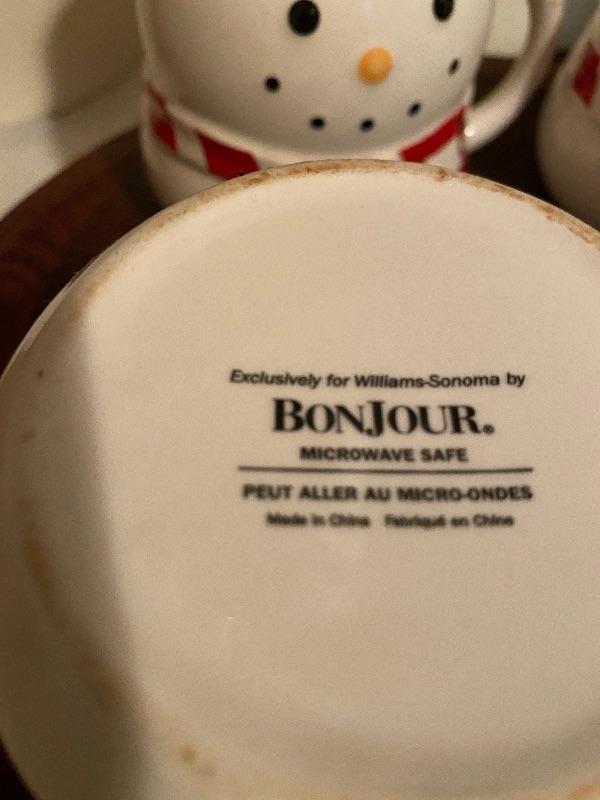 Exclusively for Williams-Sonoma by
BONJOUR®
MICROWAVE SAFE
PEUT ALLER AU MICRO-ONDES
Made in China Fabriqué en Chine